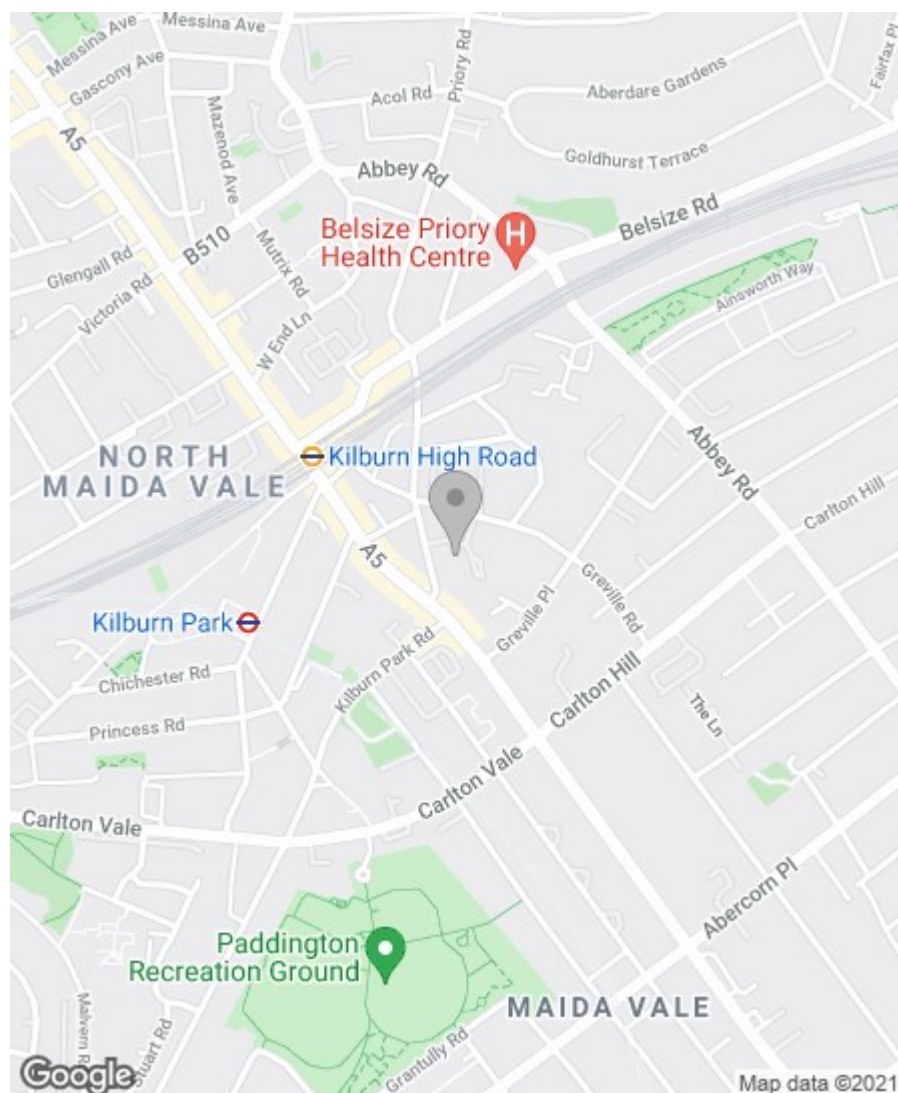 Messina Ave
Messina Ave
Gascony Ave
Mazenod Ave
Priory Rd
Acol Rd
Aberdare Gardens
Fairfax Pl
A5
Goldhurst Terrace
Abbey Rd
Belsize Rd
Belsize Priory
Health Centre
H
B510
Glengall Rd
Mutrix Rd
Victoria Rd
Ainsworth Way
W End Ln
NORTH
MAIDA VALE
Kilburn High Road
Abbey Rd
Carlton Hill
A5
Greville Rd
Kilburn Park
Greville Pl
Kilburn Park Rd
Chichester Rd
Carlton Hill
The Ln
Princess Rd
Carlton Vale
Carlton Vale
Abercorn Pl
Paddington
Recreation Ground
MAIDA VALE
Malvern R
Stuart Rd
Grantully Rd
Google
Map data ©2021